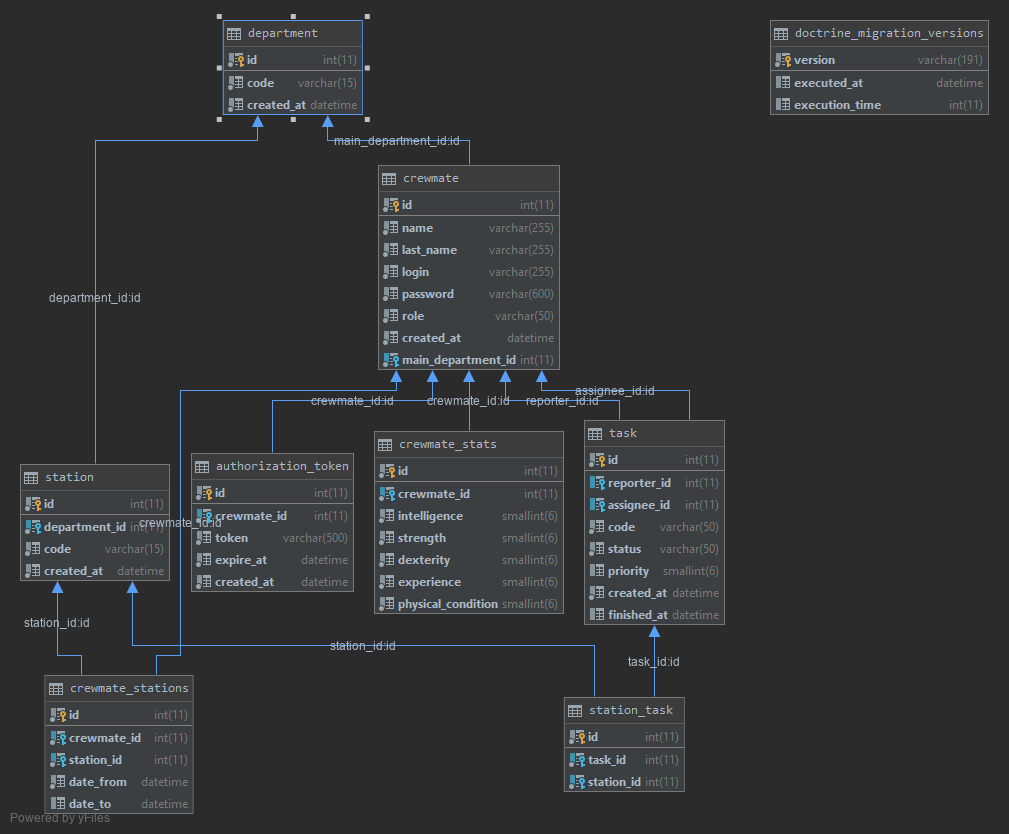 department
id int(11)
code varchar(15)
created_at datetime
doctrine_migration_versions
version varchar(191)
executed_at datetime
execution_time int(11)
main_department_id:id
crewmate
id int(11)
name varchar(255)
last_name varchar(255)
login varchar(255)
password varchar(600)
role varchar(50)
created_at datetime
main_department_id int(11)
department_id:id
crewmate_id:id
crewmate_id:id
reporter_id:id
assignee_id:id
station
id int(11)
department_id int(11)
code varchar(15)
created_at datetime
crewmate_id:id
authorization_token
id int(11)
crewmate_id int(11)
token varchar(500)
expire_at datetime
created_at datetime
crewmate_stats
id int(11)
crewmate_id int(11)
intelligence smallint(6)
strength smallint(6)
dexterity smallint(6)
experience smallint(6)
physical_condition smallint(6)
task
id int(11)
reporter_id int(11)
assignee_id int(11)
code varchar(50)
status varchar(50)
priority smallint(6)
created_at datetime
finished_at datetime
station_id:id
station_id:id
task_id:id
crewmate_stations
id int(11)
crewmate_id int(11)
station_id int(11)
date_from datetime
date_to datetime
station_task
id int(11)
task_id int(11)
station_id int(11)
Powered by yFiles